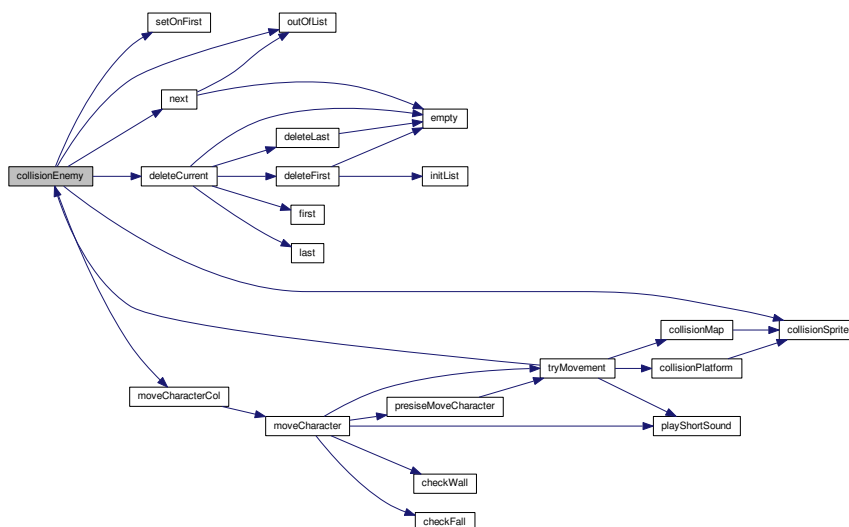 setOnFirst
outOfList
next
empty
deleteLast
collisionEnemy
deleteCurrent
deleteFirst
initList
first
last
collisionMap
collisionSprite
tryMovement
collisionPlatform
moveCharacterCol
presiseMoveCharacter
moveCharacter
playShortSound
checkWall
checkFall